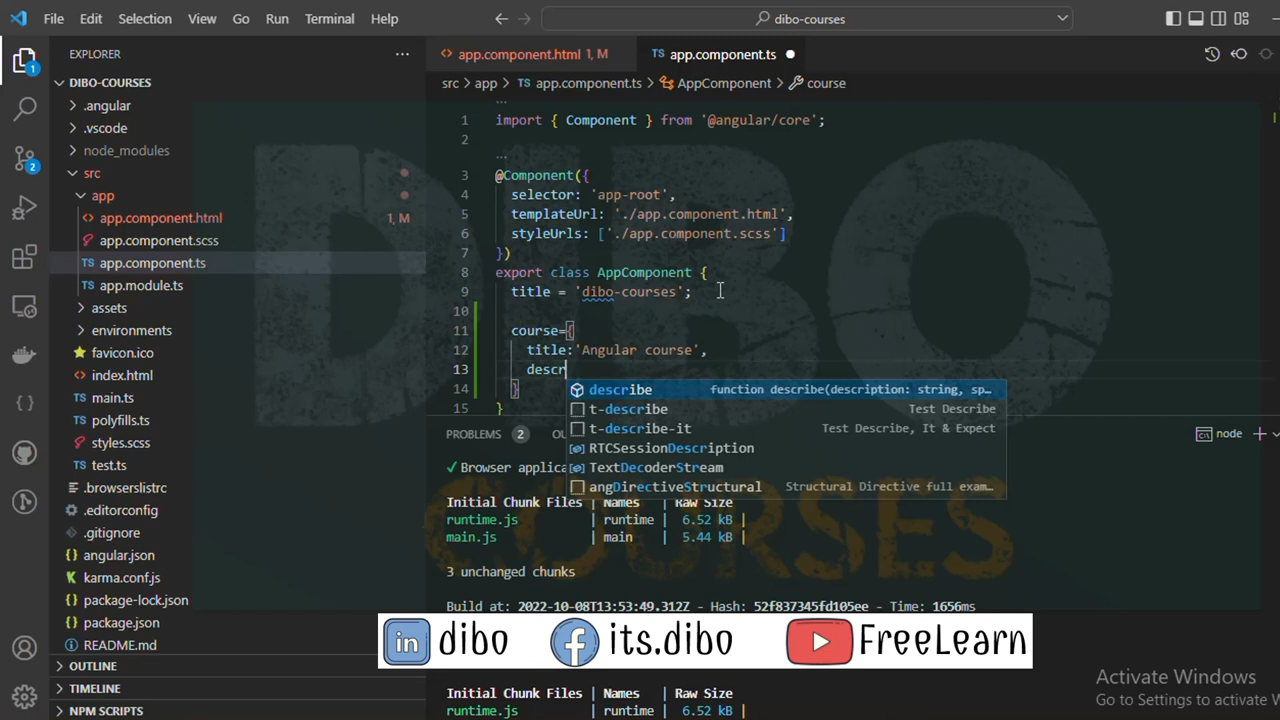 File Edit Selection View Go Run Terminal Help
dibo-courses
EXPLORER
DIBO-COURSES
.angular
.vscode
node_modules
src
app
app.component.html 1, M
app.component.scss
app.component.ts
app.module.ts
assets
environments
favicon.ico
index.html
main.ts
polyfills.ts
styles.scss
test.ts
.browserslistrc
.editorconfig
.gitignore
angular.json
karma.conf.js
package-lock.json
package.json
README.md
OUTLINE
TIMELINE
NPM SCRIPTS
1
2
app.component.html 1, M
app.component.ts
src > app > app.component.ts > AppComponent > course
...
1 import { Component } from '@angular/core';
2
...
3 @Component({
4 selector: 'app-root',
5 templateUrl: './app.component.html',
6 styleUrls: ['./app.component.scss']
7 })
8 export class AppComponent {
9 title = 'dibo-courses';
10
11 course={
12 title:'Angular course',
13 descr
14 }
15 }
describe function describe(description: string, sp...
t-describe Test Describe
t-describe-it Test Describe, It & Expect
RTCSessionDescription
TextDecoderStream
angDirectiveStructural Structural Directive full exam...
PROBLEMS 2 OU
node
✓ Browser applica
Initial Chunk Files | Names | Raw Size
runtime.js | runtime | 6.52 kB |
main.js | main | 5.44 kB |
3 unchanged chunks
Build at: 2022-10-08T13:53:49.312Z - Hash: 52f837345fd105ee - Time: 1656ms
Initial Chunk Files | Names | Raw Size
runtime.js | runtime | 6.52 kB |
DIBO
COURSES
in dibo its.dibo FreeLearn
Activate Windows
Go to Settings to activat